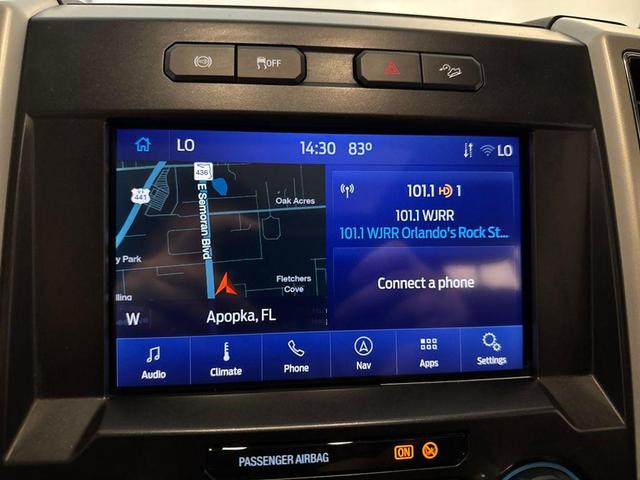 OFF
LO 14:30 83° LO
436
441
E Semoran Blvd
Oak Acres
y Park
Fletchers
Cove
lling
W Apopka, FL
101.1 HD 1
101.1 WJRR
101.1 WJRR Orlando's Rock St...
Connect a phone
Audio Climate Phone Nav Apps Settings
PASSENGER AIRBAG ON